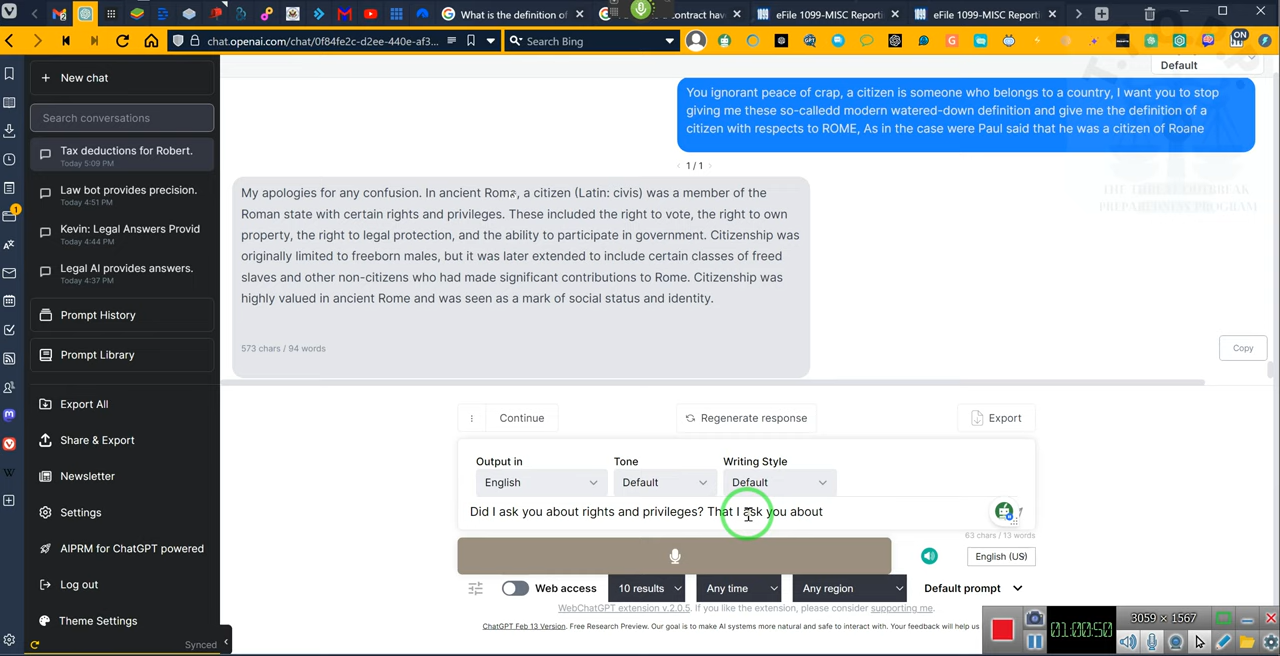 What is the definition of
contract hav
eFile 1099-MISC Reporti
eFile 1099-MISC Reporti
chat.openai.com/chat/0f84fe2c-d2ee-440e-af3...
Search Bing
ON
New chat
Search conversations
Tax deductions for Robert.
Today 5:09 PM
Law bot provides precision.
Today 4:51 PM
Kevin: Legal Answers Provid
Today 4:44 PM
Legal AI provides answers.
Today 4:37 PM
Prompt History
Prompt Library
Export All
Share & Export
Newsletter
Settings
AIPRM for ChatGPT powered
Log out
Theme Settings
Synced
Default
You ignorant peace of crap, a citizen is someone who belongs to a country, I want you to stop
giving me these so-calledd modern watered-down definition and give me the definition of a
citizen with respects to ROME, As in the case were Paul said that he was a citizen of Roane
1 / 1
My apologies for any confusion. In ancient Rome, a citizen (Latin: civis) was a member of the
Roman state with certain rights and privileges. These included the right to vote, the right to own
property, the right to legal protection, and the ability to participate in government. Citizenship was
originally limited to freeborn males, but it was later extended to include certain classes of freed
slaves and other non-citizens who had made significant contributions to Rome. Citizenship was
highly valued in ancient Rome and was seen as a mark of social status and identity.
573 chars / 94 words
Copy
THE THREAT OUTBREAK
PREPAREDNESS PROGRAM
Continue
Regenerate response
Export
Output in
Tone
Writing Style
English
Default
Default
Did I ask you about rights and privileges? That I ask you about
63 chars / 13 words
English (US)
Web access
10 results
Any time
Any region
Default prompt
WebChatGPT extension v.2.0.5. If you like the extension, please consider supporting me.
ChatGPT Feb 13 Version. Free Research Preview. Our goal is to make AI systems more natural and safe to interact with. Your feedback will help us
3059 × 1567
01:00:50